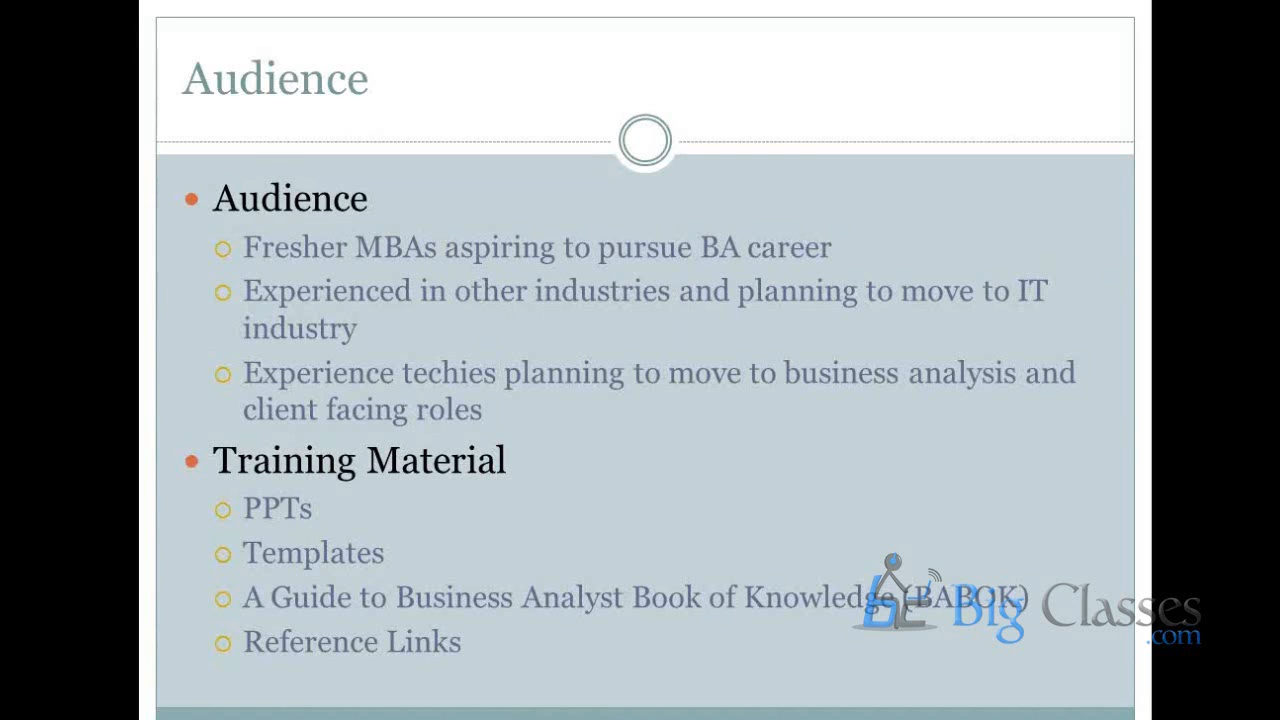 Audience
Audience
Fresher MBAs aspiring to pursue BA career
Experienced in other industries and planning to move to IT
industry
Experience techies planning to move to business analysis and
client facing roles
Training Material
PPTs
Templates
A Guide to Business Analyst Book of Knowledge (BABOK)
Reference Links
Big Classes
.com